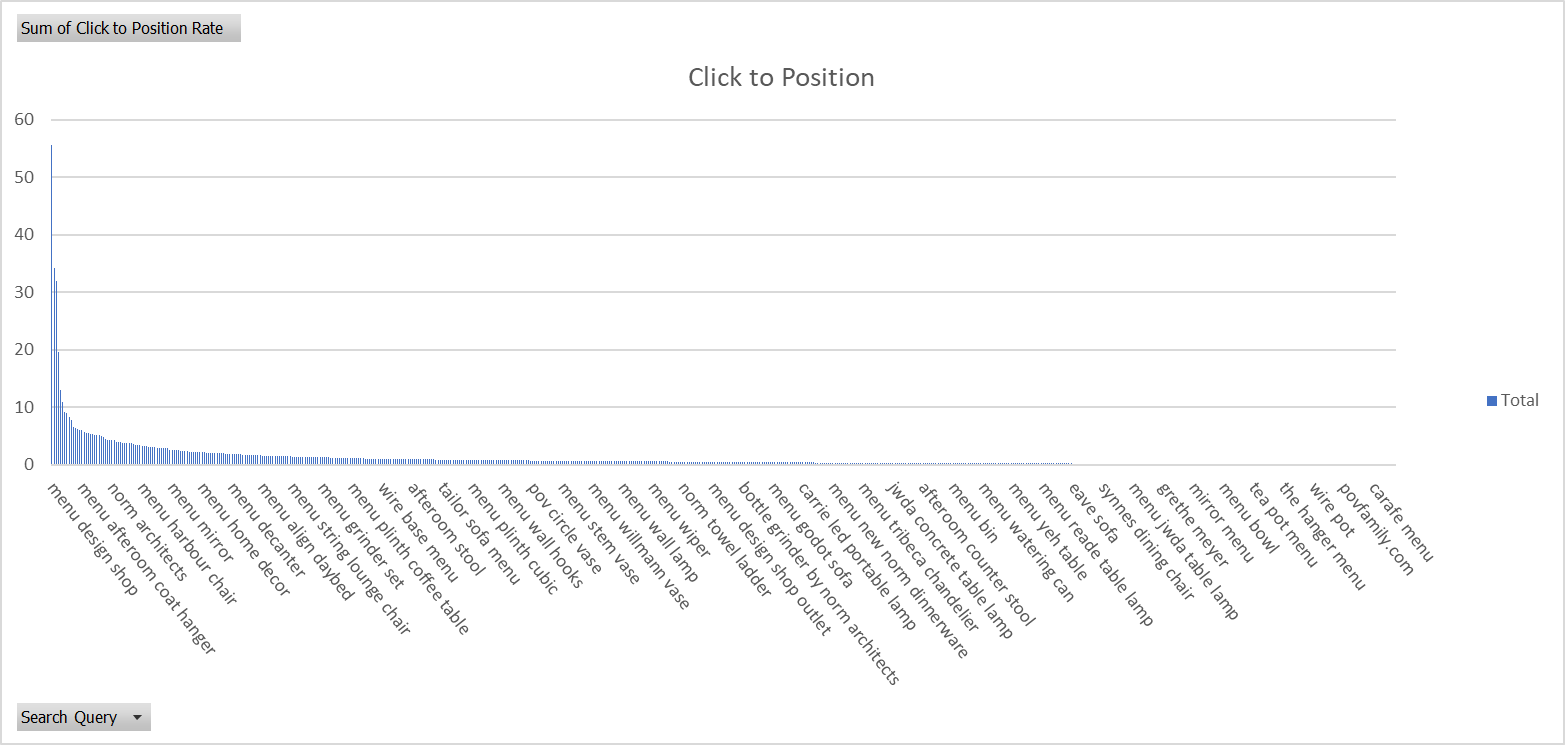 Sum of Click to Position Rate
Click to Position
60
50
40
30
20
10
0
menu design shop
menu afteroom coat hanger
norm architects
menu harbour chair
menu mirror
menu home decor
menu decanter
menu align daybed
menu string lounge chair
menu grinder set
menu plinth coffee table
wire base menu
afteroom stool
tailor sofa menu
menu plinth cubic
menu wall hooks
pov circle vase
menu stem vase
menu willmann vase
menu wall lamp
menu wiper
norm towel ladder
menu design shop outlet
bottle grinder by norm architects
menu godot sofa
carrie led portable lamp
menu new norm dinnerware
menu tribeca chandelier
jwda concrete table lamp
afteroom counter stool
menu bin
menu watering can
menu yeh table
menu reade table lamp
eave sofa
synnes dining chair
menu jwda table lamp
grethe meyer
mirror menu
menu bowl
tea pot menu
the hanger menu
wire pot
povfamily.com
carafe menu
Total
Search Query